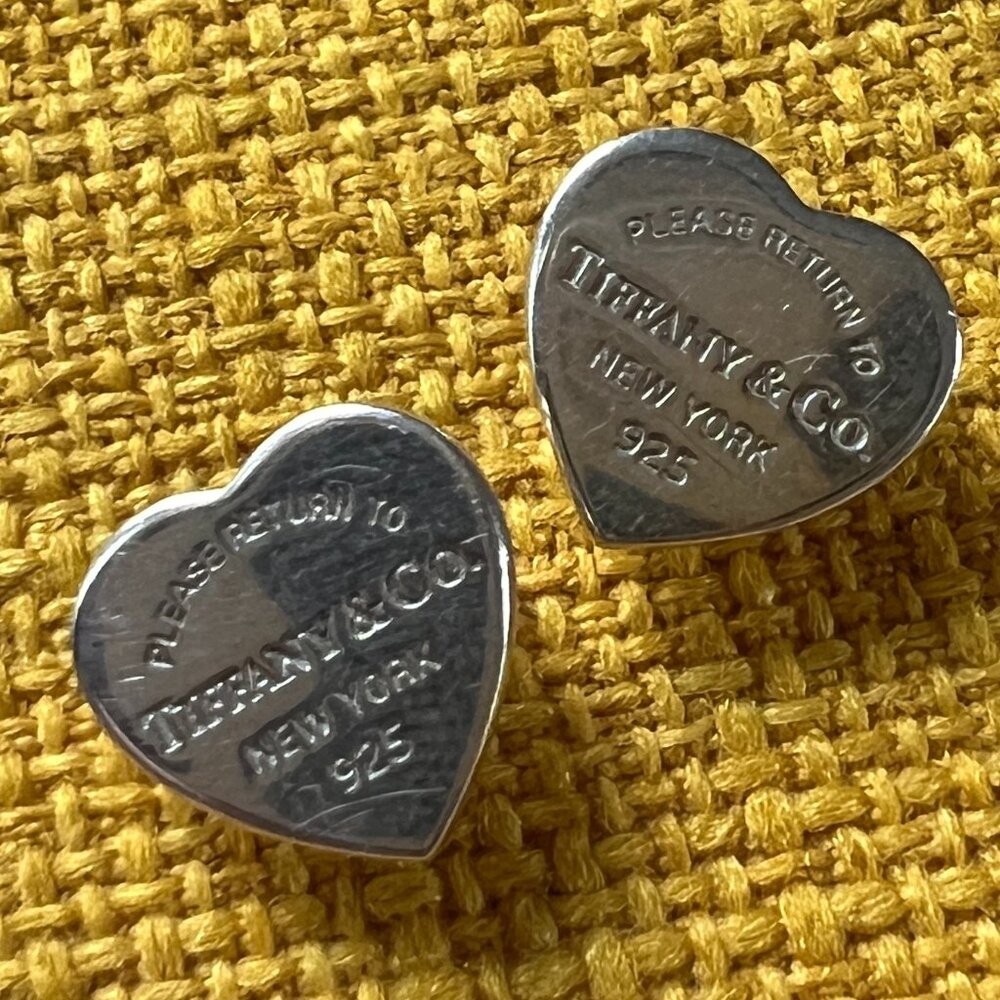 PLEASE RETURN TO
TIFFANY & CO.
NEW YORK
925
PLEASE RETURN TO
TIFFANY & CO.
NEW YORK
925